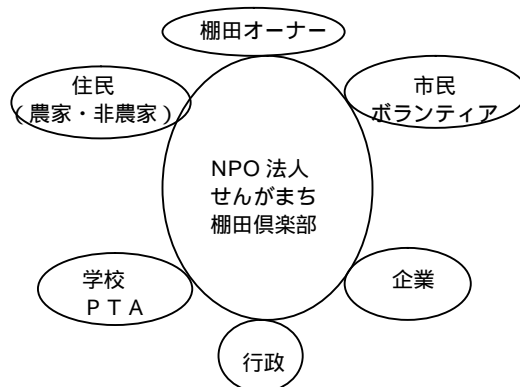 棚田オーナー
住民
（農家・非農家）
市民
ボランティア
NPO 法人
せんがまち
棚田倶楽部
学校
ＰＴＡ
企業
行政